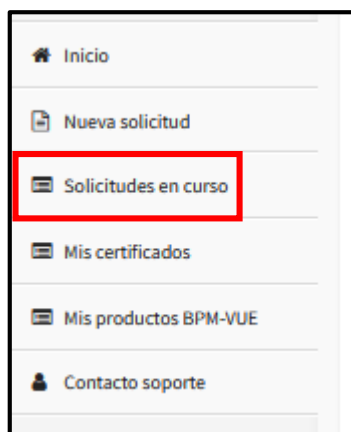 Inicio
Nueva solicitud
Solicitudes en curso
Mis certificados
Mis productos BPM-VUE
Contacto soporte